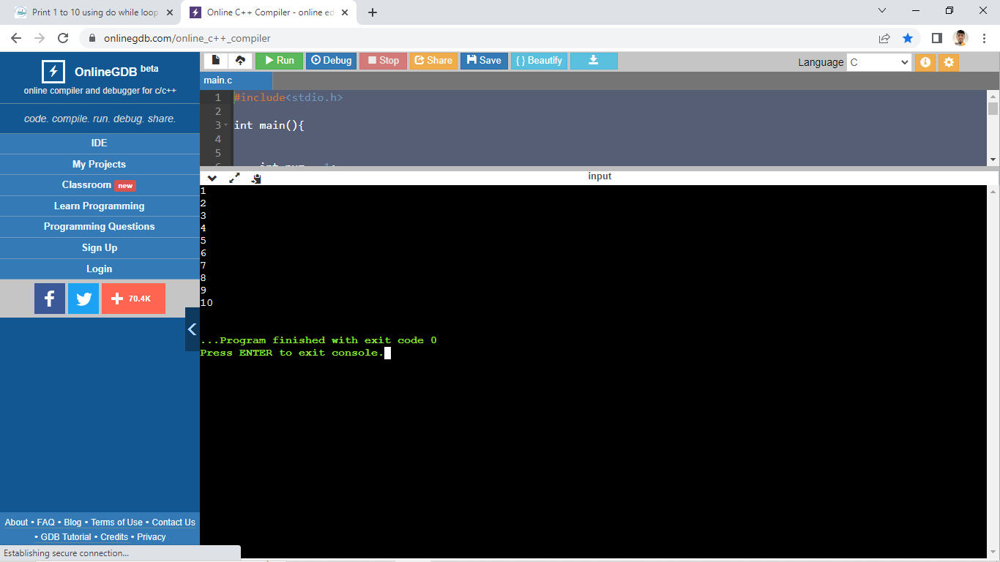 Print 1 to 10 using do while loop
Online C++ Compiler - online ed
onlinegdb.com/online_c++_compiler
OnlineGDB beta
online compiler and debugger for c/c++
code. compile. run. debug. share.
IDE
My Projects
Classroom new
Learn Programming
Programming Questions
Sign Up
Login
f
70.4K
About • FAQ • Blog • Terms of Use • Contact Us
• GDB Tutorial • Credits • Privacy
Establishing secure connection...
Run Debug Stop Share Save { } Beautify
Language C
main.c
1 #include<stdio.h>
2
3 int main(){
4
5
input
1
2
3
4
5
6
7
8
9
10
...Program finished with exit code 0
Press ENTER to exit console.